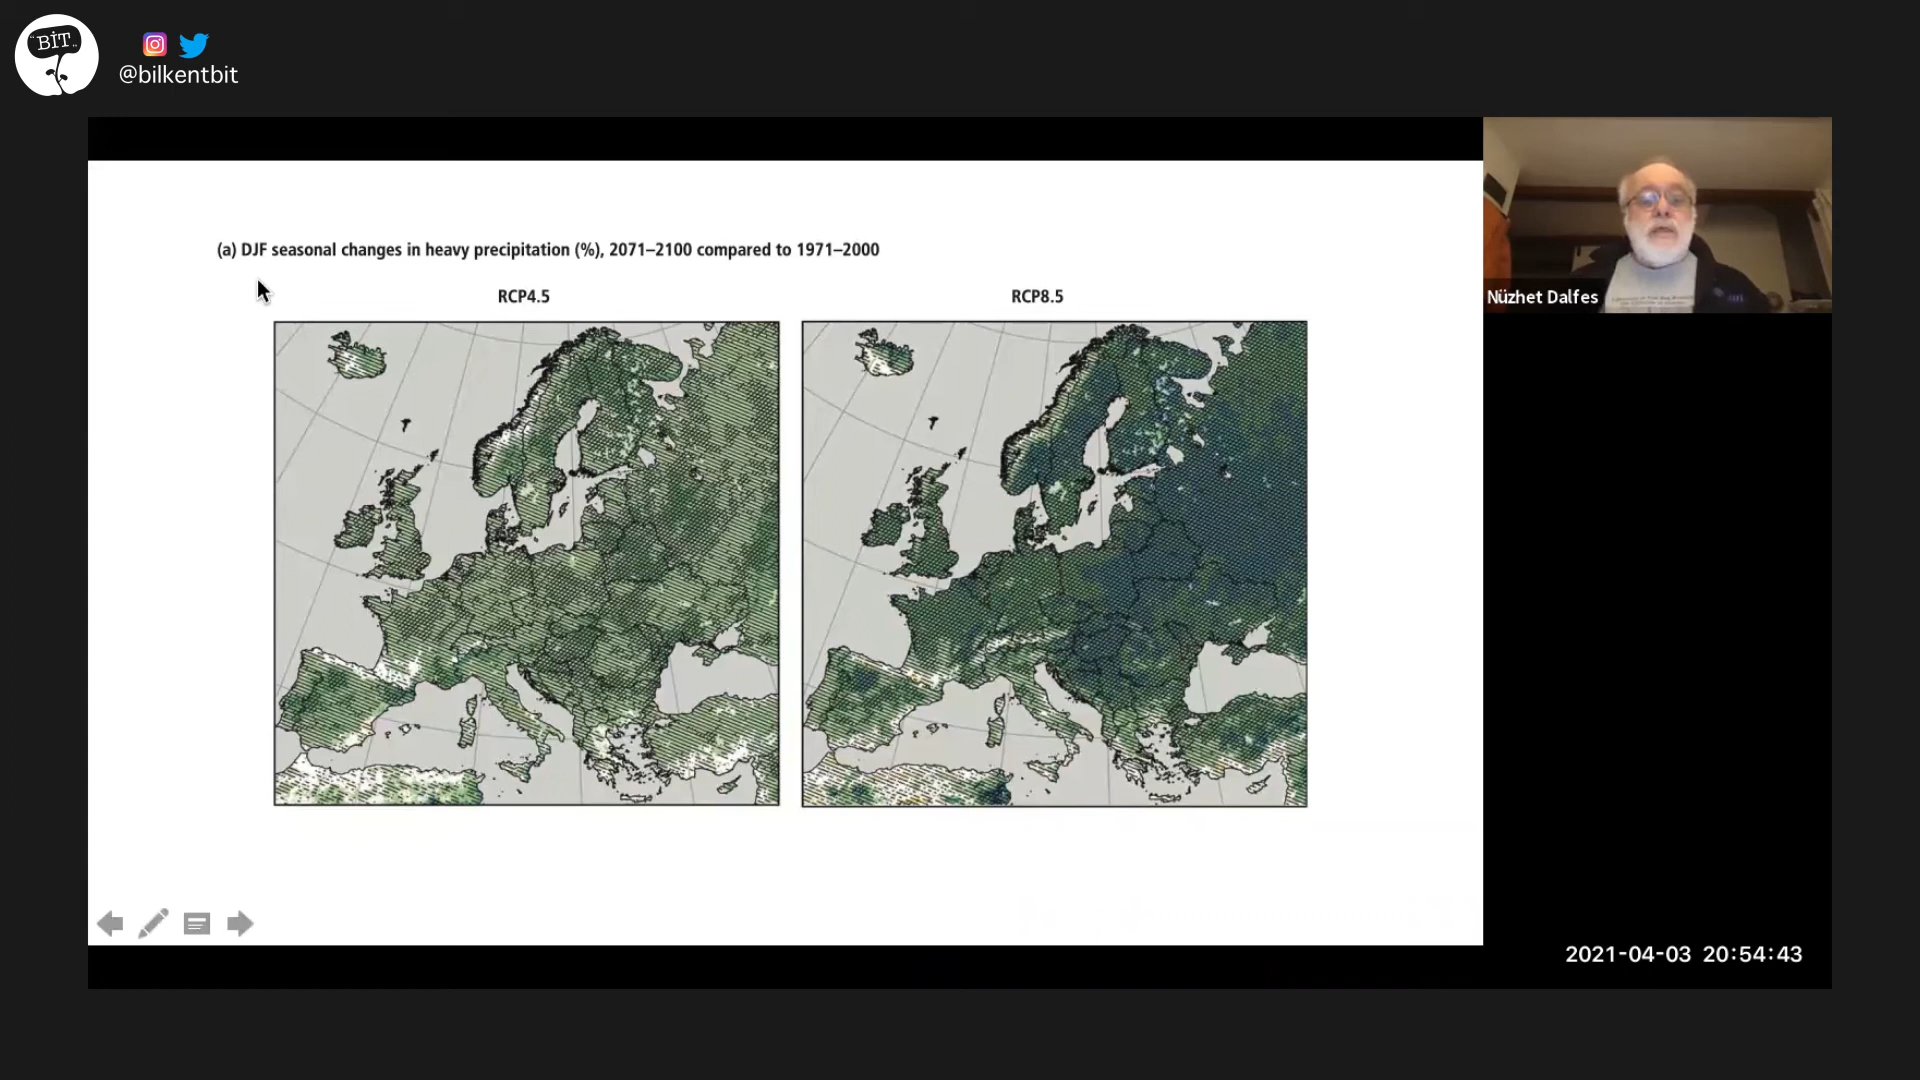 BİT
@bilkentbit
(a) DJF seasonal changes in heavy precipitation (%), 2071–2100 compared to 1971–2000
RCP4.5
RCP8.5
Nüzhet Dalfes
2021-04-03 20:54:43